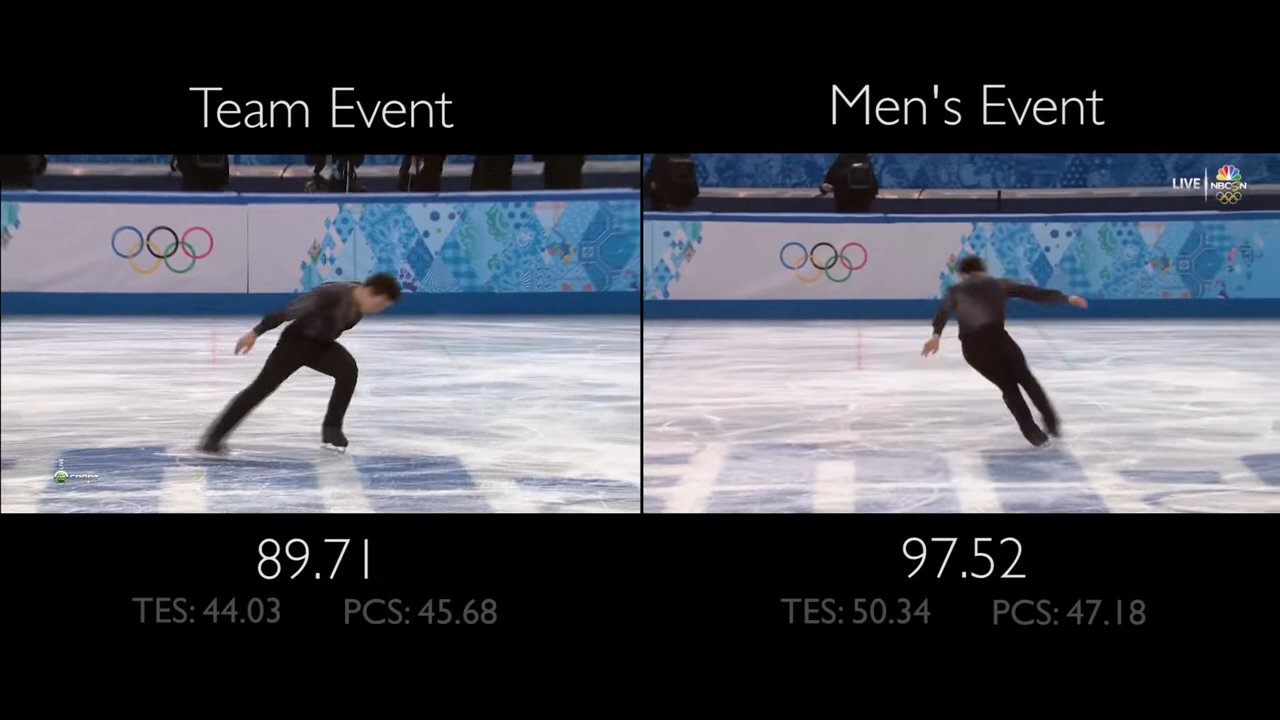 Team Event
Men's Event
LIVE
NBCSN
89.71
97.52
TES: 44.03
PCS: 45.68
TES: 50.34
PCS: 47.18